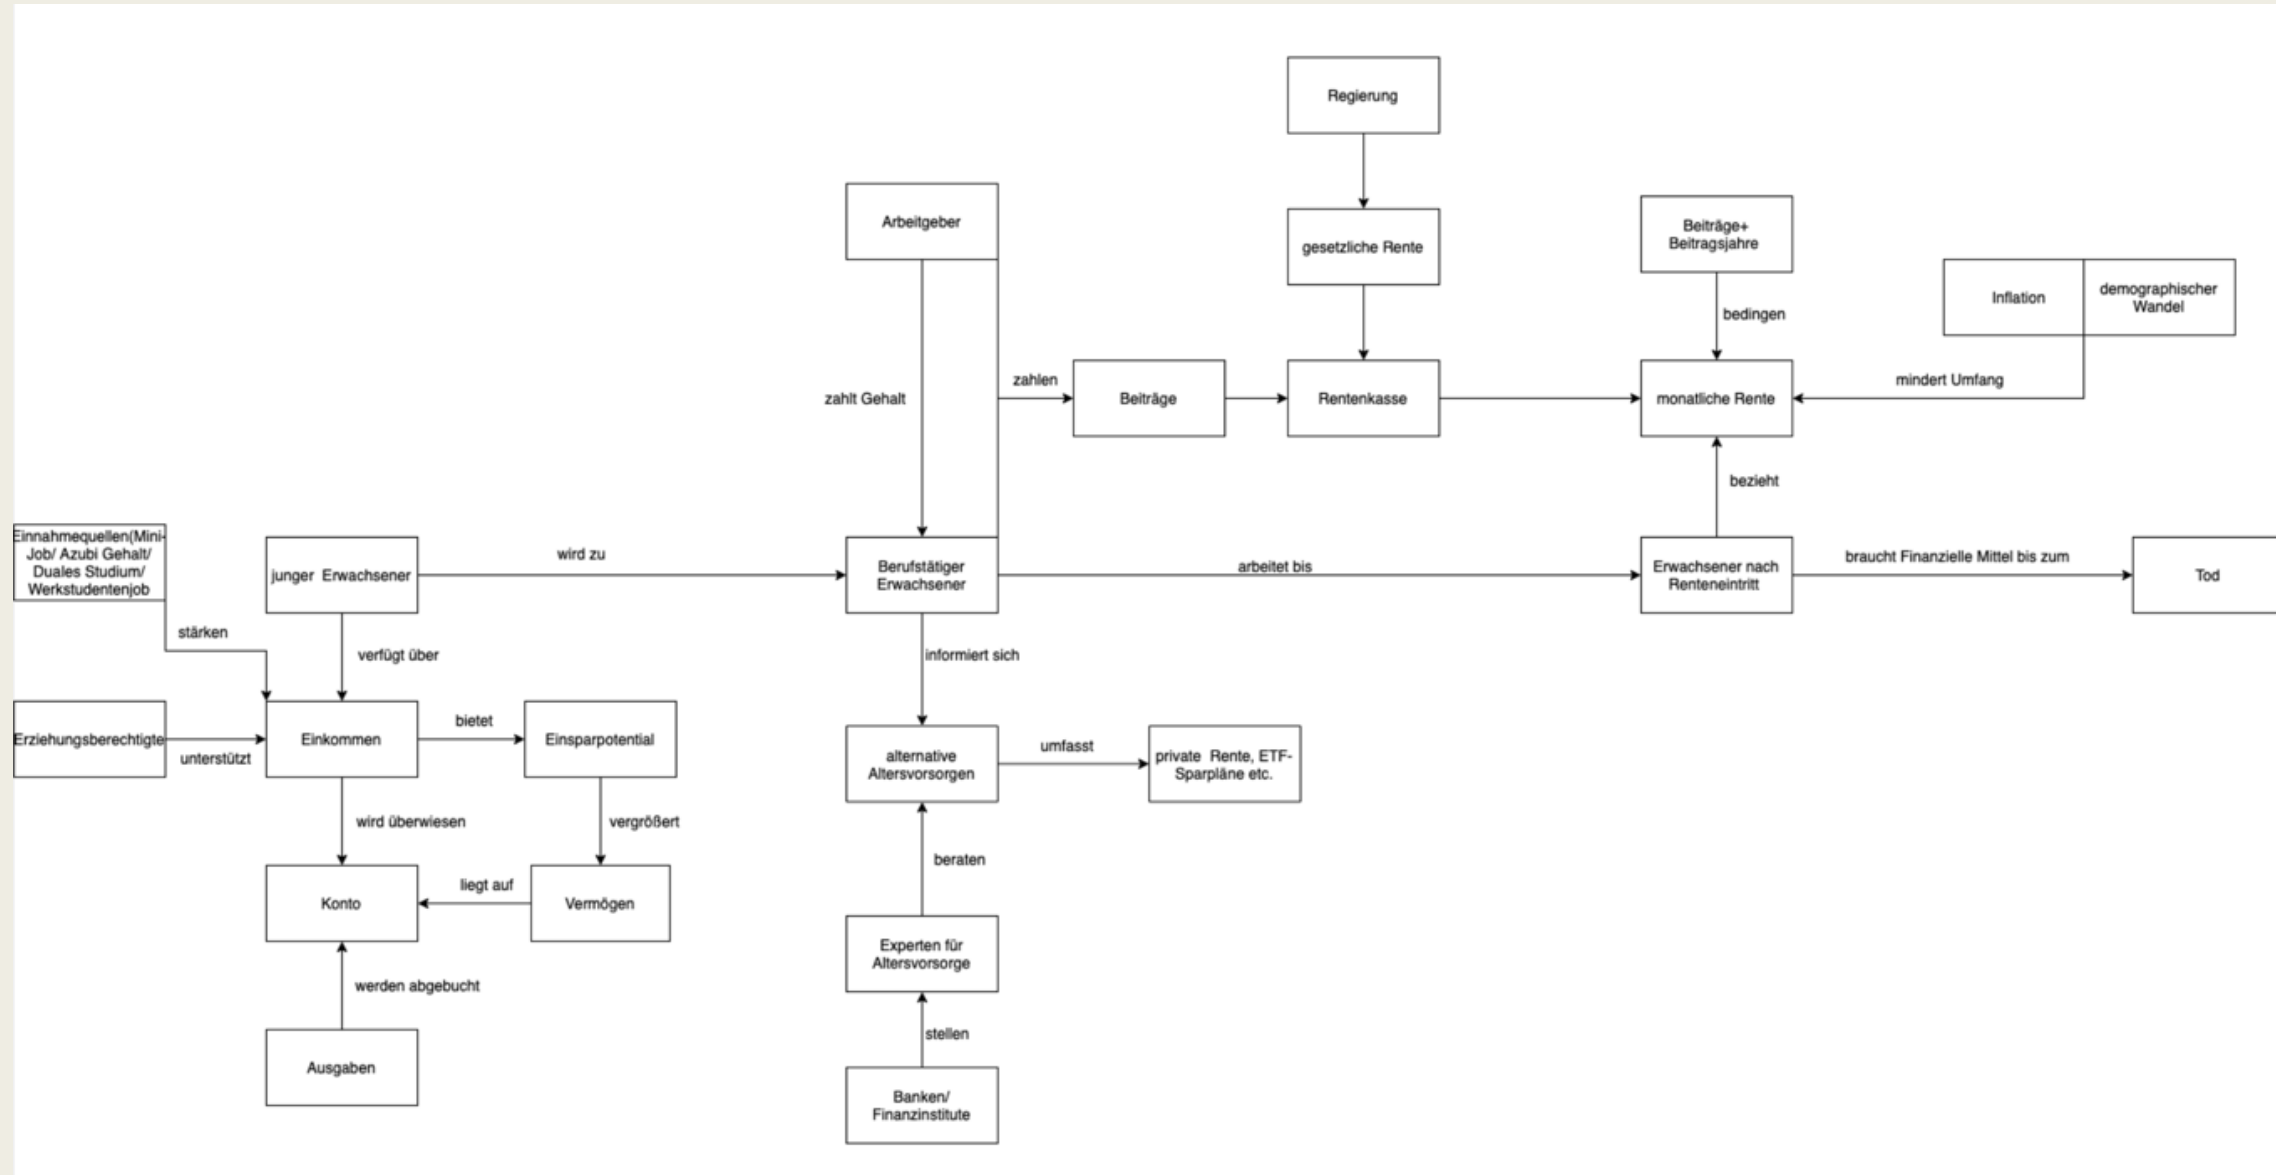 Regierung
Arbeitgeber
gesetzliche Rente
Beiträge+
Beitragsjahre
Inflation
demographischer
Wandel
bedingen
zahlt Gehalt
zahlen
Beiträge
Rentenkasse
monatliche Rente
mindert Umfang
bezieht
Einnahmequellen(Mini-
Job/ Azubi Gehalt/
Duales Studium/
Werkstudentenjob
junger  Erwachsener
wird zu
Berufstätiger
Erwachsener
arbeitet bis
Erwachsener nach
Renteneintritt
braucht Finanzielle Mittel bis zum
Tod
stärken
verfügt über
informiert sich
Erziehungsberechtigte
unterstützt
Einkommen
bietet
Einsparpotential
alternative
Altersvorsorgen
umfasst
private  Rente, ETF-
Sparpläne etc.
wird überwiesen
vergrößert
beraten
Konto
liegt auf
Vermögen
Experten für
Altersvorsorge
werden abgebucht
stellen
Ausgaben
Banken/
Finanzinstitute